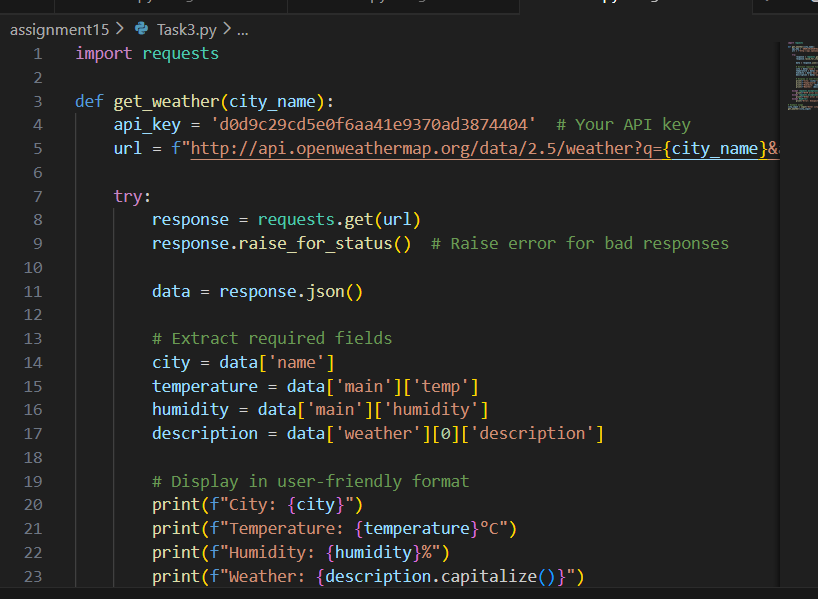 assignment15 > Task3.py > ...
1 import requests
2
3 def get_weather(city_name):
4     api_key = 'd0d9c29cd5e0f6aa41e9370ad3874404'  # Your API key
5     url = f"http://api.openweathermap.org/data/2.5/weather?q={city_name}&
6
7     try:
8         response = requests.get(url)
9         response.raise_for_status()  # Raise error for bad responses
10
11         data = response.json()
12
13         # Extract required fields
14         city = data['name']
15         temperature = data['main']['temp']
16         humidity = data['main']['humidity']
17         description = data['weather'][0]['description']
18
19         # Display in user-friendly format
20         print(f"City: {city}")
21         print(f"Temperature: {temperature}°C")
22         print(f"Humidity: {humidity}%")
23         print(f"Weather: {description.capitalize()}")